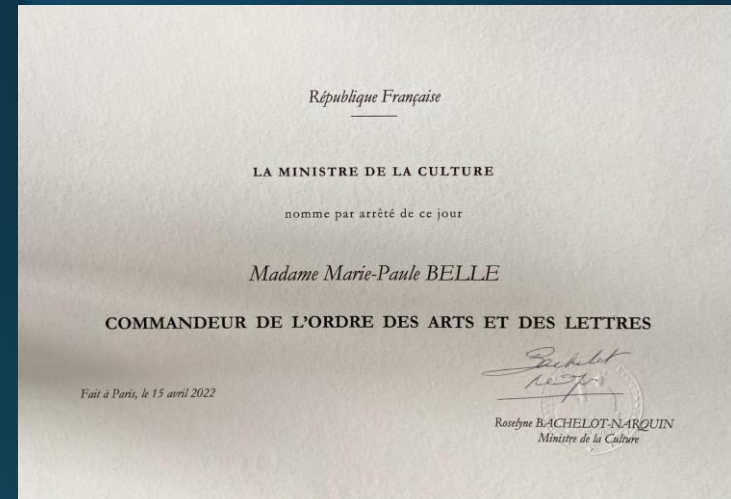 République Française
LA MINISTRE DE LA CULTURE
nomme par arrêté de ce jour
Madame Marie-Paule BELLE
COMMANDEUR DE L'ORDRE DES ARTS ET DES LETTRES
Bachelot
Fait à Paris, le 15 avril 2022
Roselyne BACHELOT-NARQUIN
Ministre de la Culture